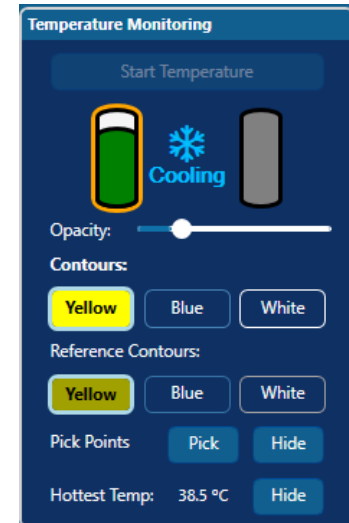 Temperature Monitoring
Start Temperature
Cooling
Opacity:
Contours:
Yellow Blue White
Reference Contours:
Yellow Blue White
Pick Points Pick Hide
Hottest Temp: 38.5 ºC Hide